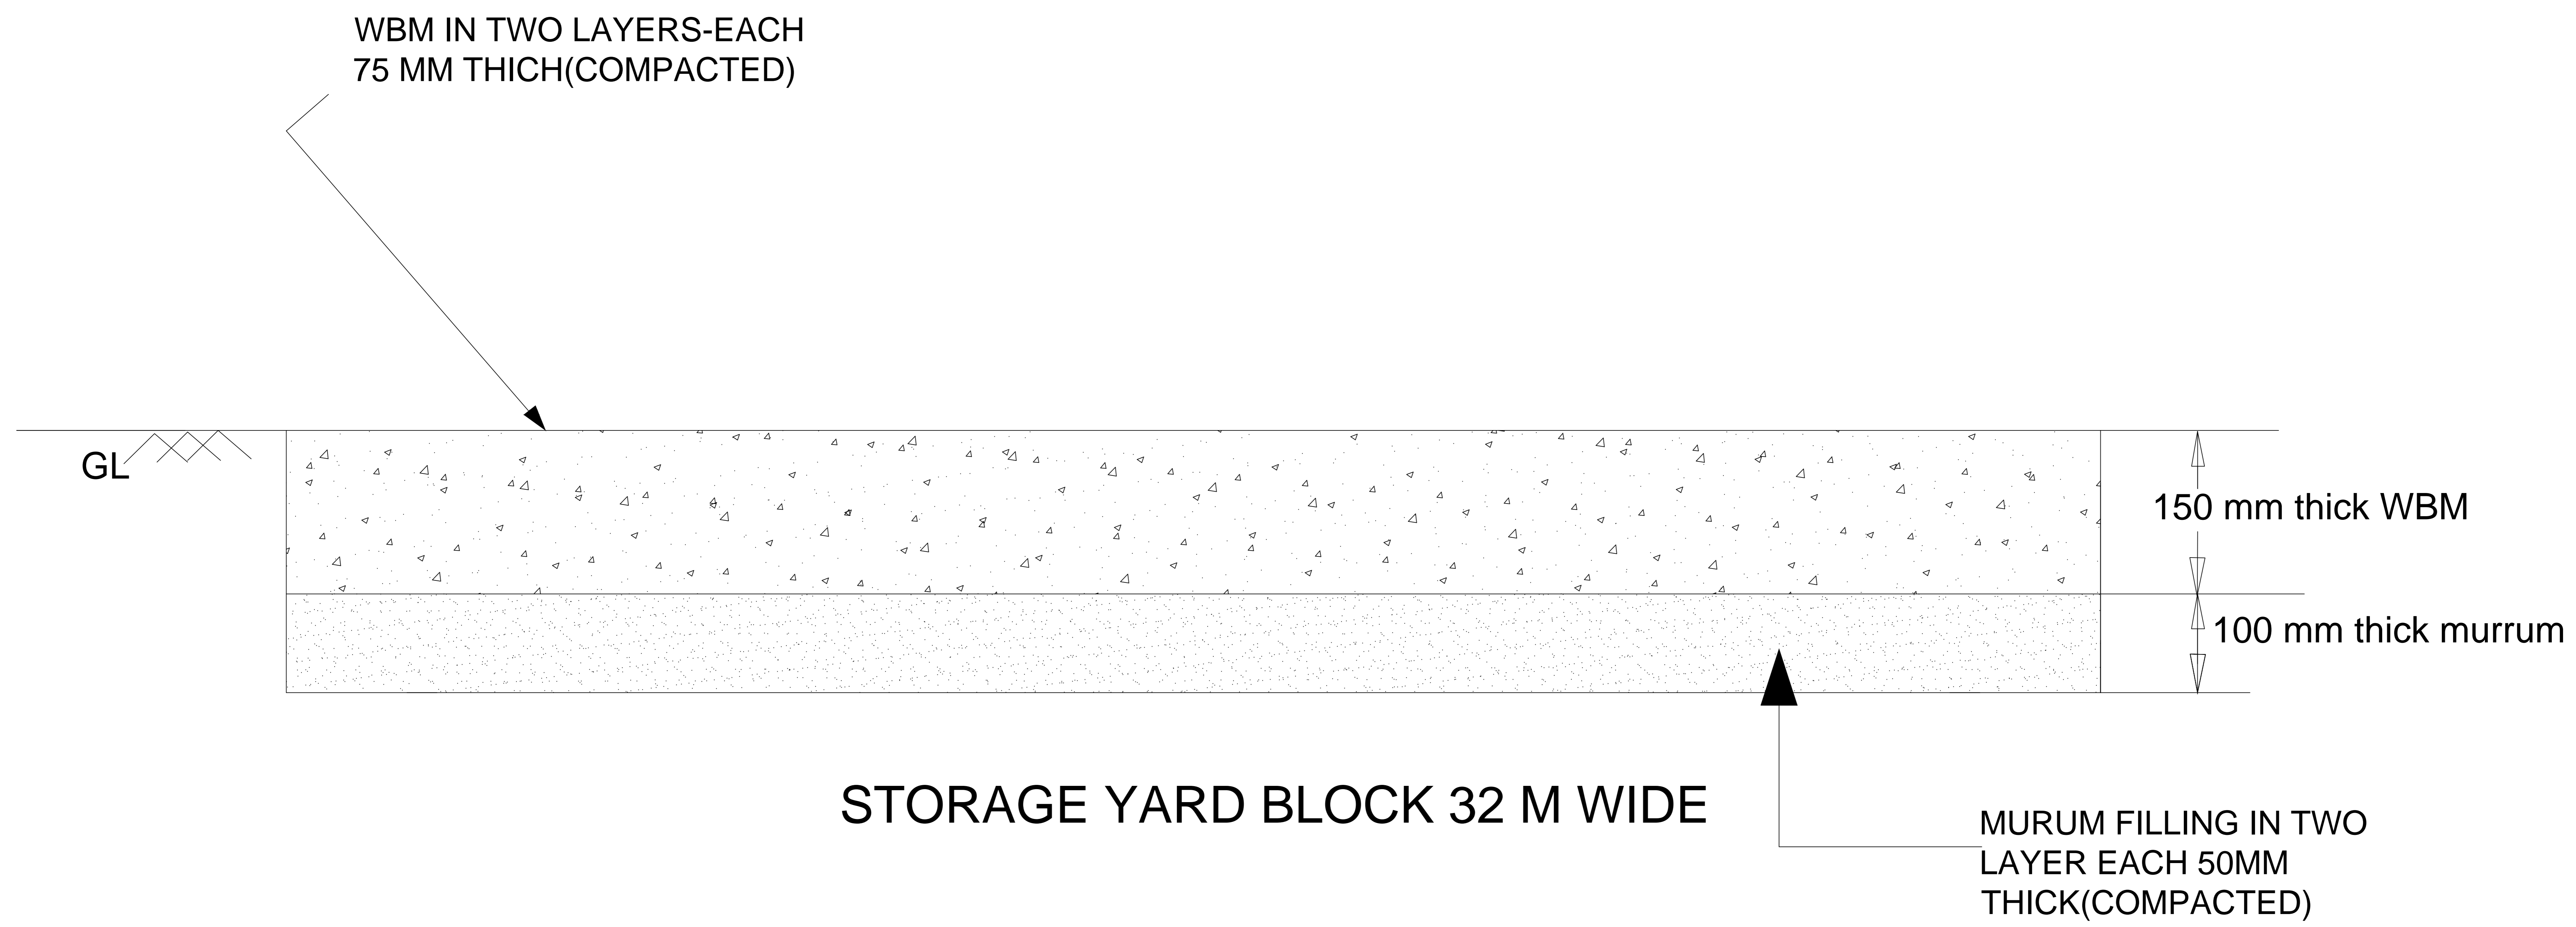 WBM IN TWO LAYERS-EACH
75 MM THICH(COMPACTED)
GL
150 mm thick WBM
100 mm thick murrum
STORAGE YARD BLOCK 32 M WIDE
MURUM FILLING IN TWO
LAYER EACH 50MM
THICK(COMPACTED)